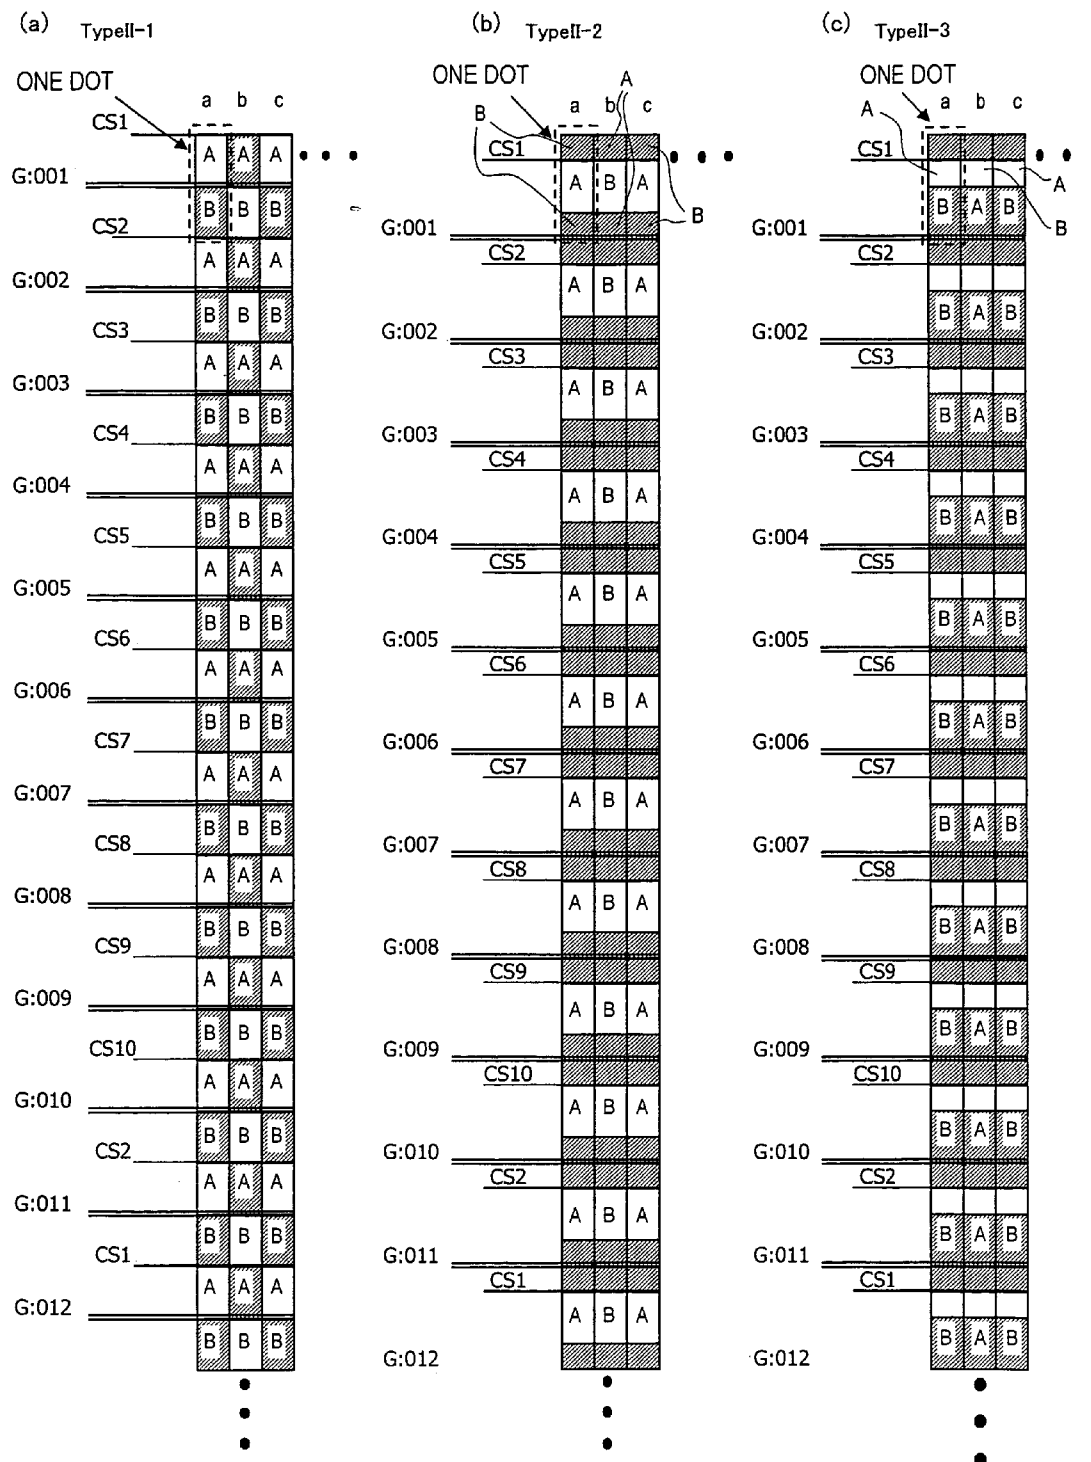 (a) TypeII-1
ONE DOT
a b c
CS1
A A A
G:001
B B B
CS2
A A A
G:002
B B B
CS3
A A A
G:003
B B B
CS4
A A A
G:004
B B B
CS5
A A A
G:005
B B B
CS6
A A A
G:006
B B B
CS7
A A A
G:007
B B B
CS8
A A A
G:008
B B B
CS9
A A A
G:009
B B B
CS10
A A A
G:010
B B B
CS2
A A A
G:011
B B B
CS1
A A A
G:012
B B B
(b) TypeII-2
ONE DOT
A
a b c
B
CS1
A B A
B
G:001
CS2
A B A
G:002
CS3
A B A
G:003
CS4
A B A
G:004
CS5
A B A
G:005
CS6
A B A
G:006
CS7
A B A
G:007
CS8
A B A
G:008
CS9
A B A
G:009
CS10
A B A
G:010
CS2
A B A
G:011
CS1
A B A
G:012
(c) TypeII-3
ONE DOT
a b c
A
CS1
A
B A B
B
G:001
CS2
B A B
G:002
CS3
B A B
G:003
CS4
B A B
G:004
CS5
B A B
G:005
CS6
B A B
G:006
CS7
B A B
G:007
CS8
B A B
G:008
CS9
B A B
G:009
CS10
B A B
G:010
CS2
B A B
G:011
CS1
B A B
G:012